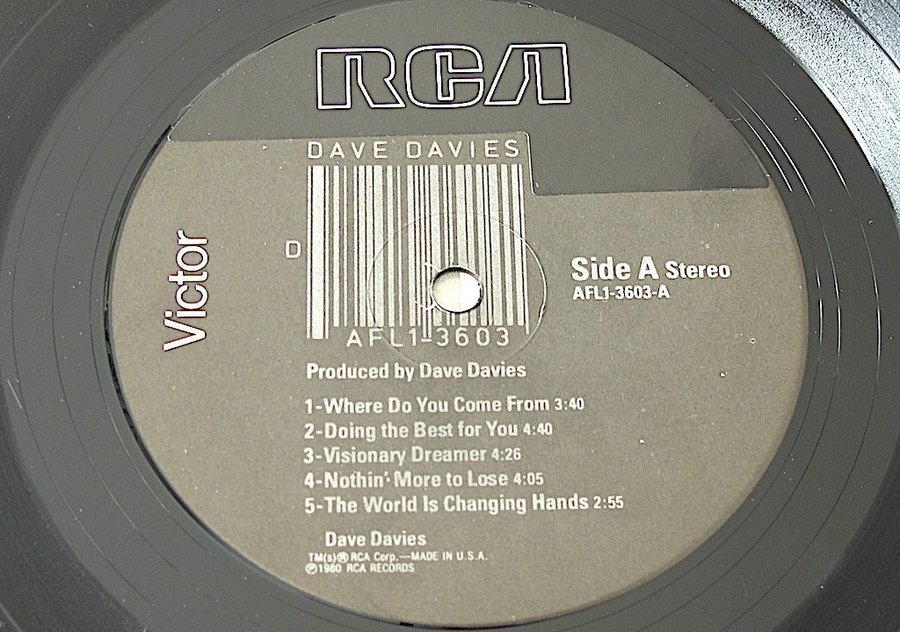 RCA
DAVE DAVIES
Victor
D
Side A Stereo
AFL1-3603-A
AFL1-3603
Produced by Dave Davies
1-Where Do You Come From 3:40
2-Doing the Best for You 4:40
3-Visionary Dreamer 4:26
4-Nothin' More to Lose 4:05
5-The World Is Changing Hands 2:55
Dave Davies
TM(s)® RCA Corp.—MADE IN U.S.A.
℗1980 RCA RECORDS